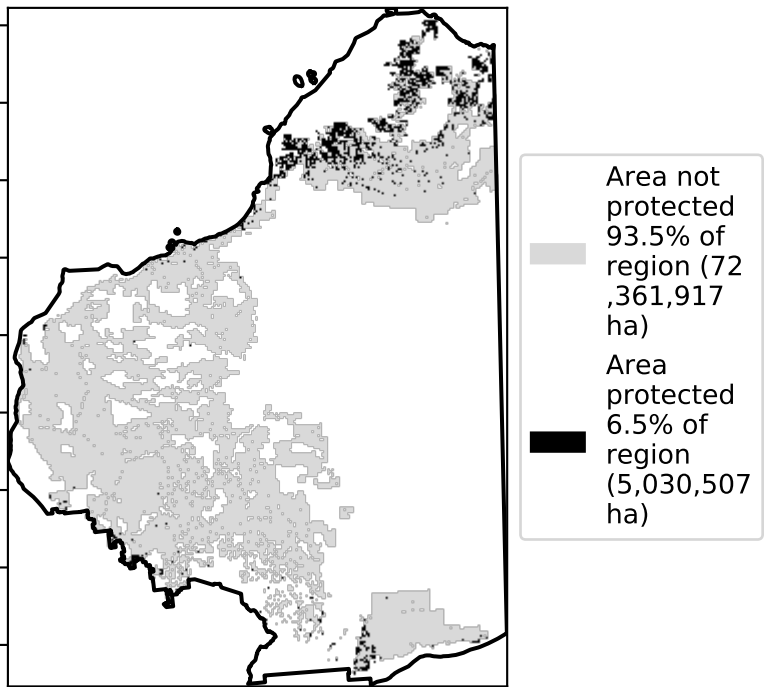 Area not
protected
93.5% of
region (72
,361,917
ha)
Area
protected
6.5% of
region
(5,030,507
ha)